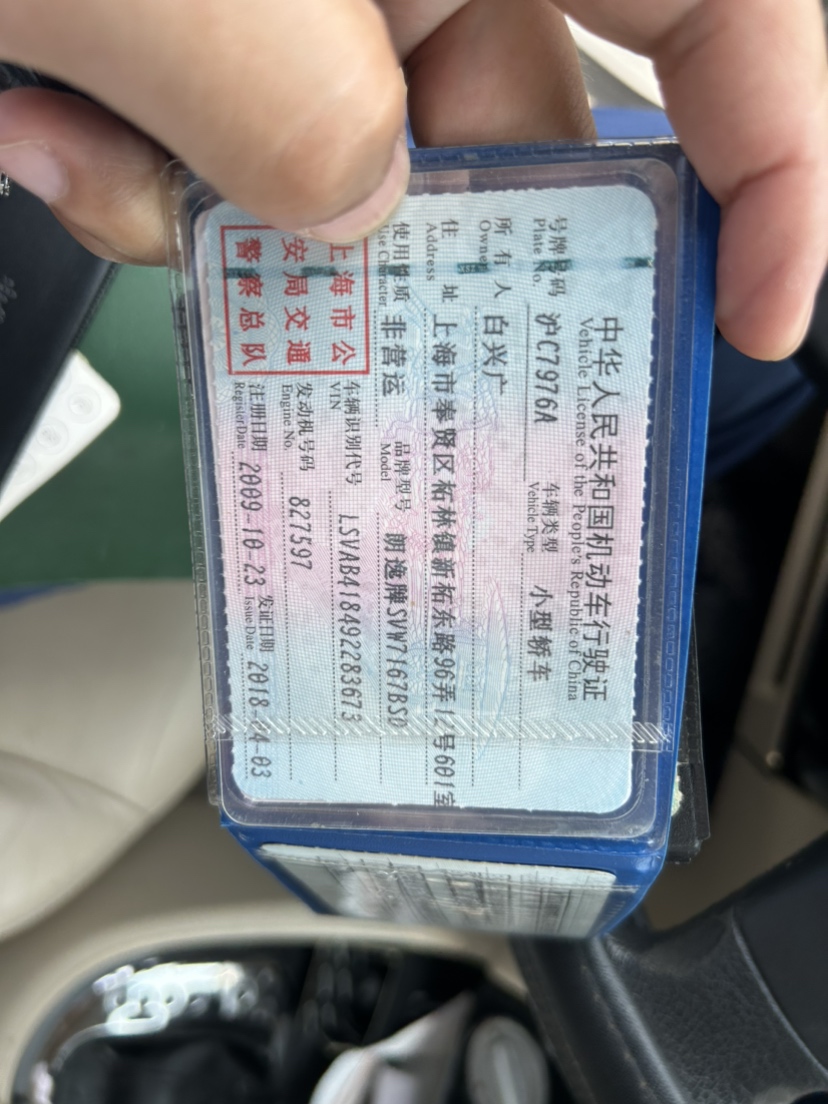 中华人民共和国机动车行驶证
Vehicle License of the People's Republic of China
号牌号码 沪C7976A 车辆类型 小型轿车
Plate No. Vehicle Type
所有人 白兴广
Owner
住址 上海市奉贤区柘林镇新柘东路96弄12号601室
Address
使用性质 非营运 品牌型号 朗逸牌SVW7167BSD
Use Character Model
上海市公
安局交通
警察总队
车辆识别代号 LSVAB418492283673
VIN
发动机号码 827597
Engine No.
注册日期 2009-10-23 发证日期 2018-04-03
Register Date Issue Date